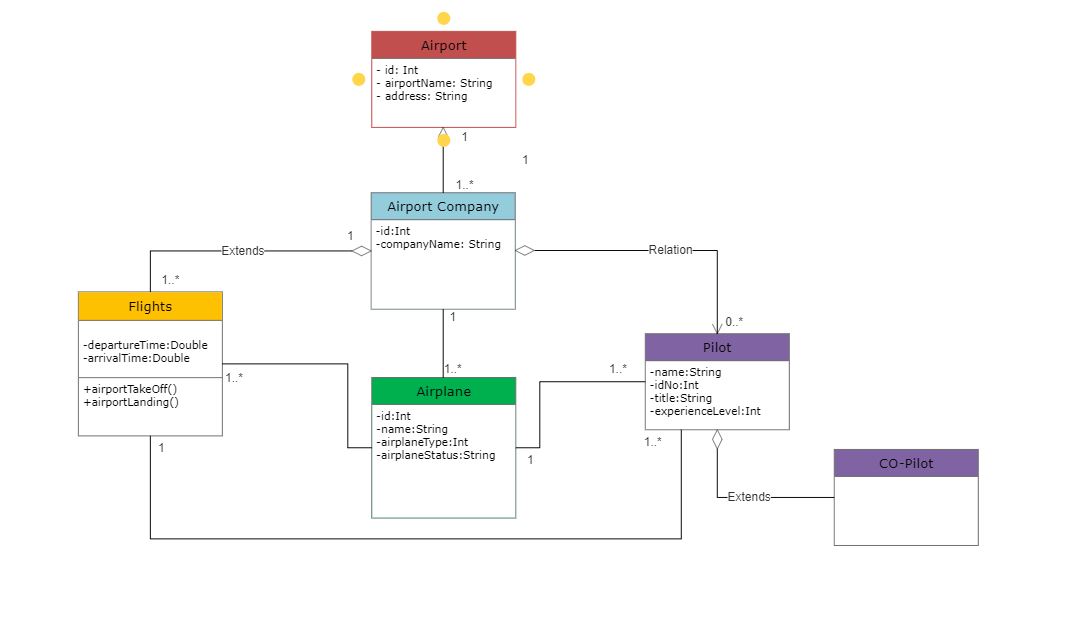 Airport
- id: Int
- airportName: String
- address: String
1
1
1..*
Airport Company
-id:Int
-companyName: String
1
Extends
Relation
1..*
Flights
-departureTime:Double
-arrivalTime:Double
+airportTakeOff()
+airportLanding()
1..*
1
1
1..*
Airplane
-id:Int
-name:String
-airplaneType:Int
-airplaneStatus:String
1
0..*
Pilot
-name:String
-idNo:Int
-title:String
-experienceLevel:Int
1..*
1..*
CO-Pilot
Extends